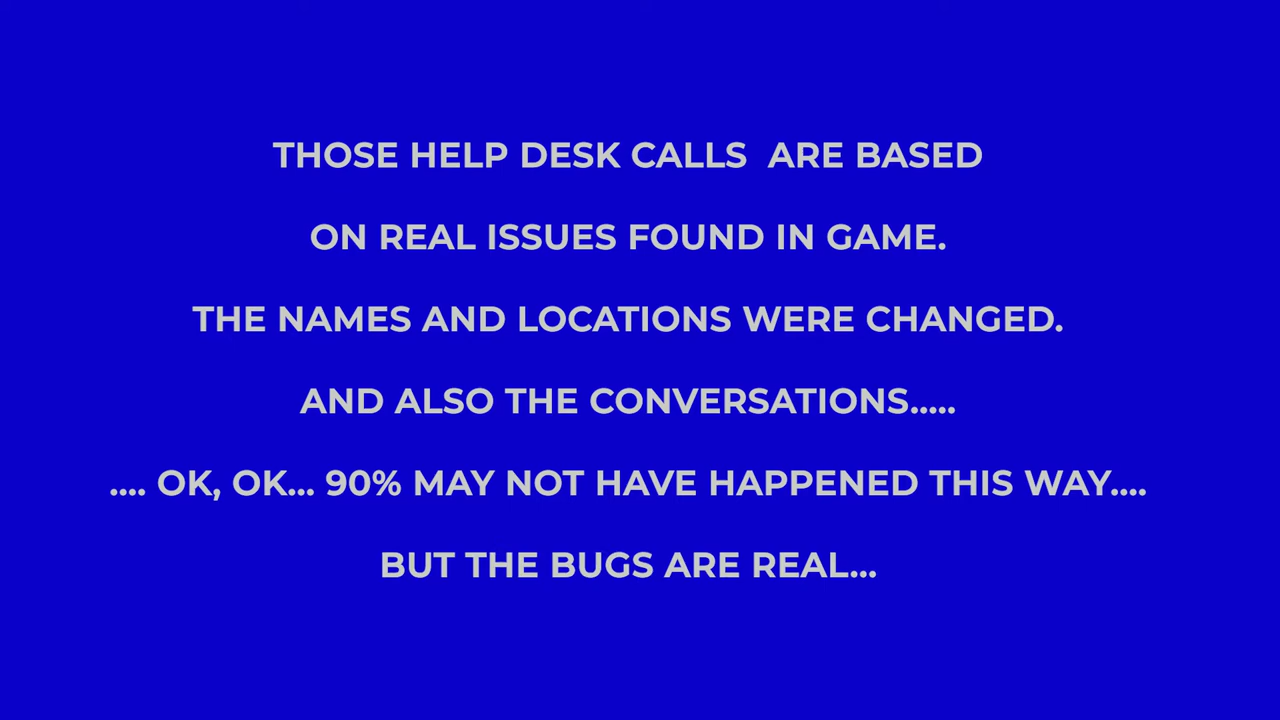 THOSE HELP DESK CALLS  ARE BASED
ON REAL ISSUES FOUND IN GAME.
THE NAMES AND LOCATIONS WERE CHANGED.
AND ALSO THE CONVERSATIONS.....
.... OK, OK... 90% MAY NOT HAVE HAPPENED THIS WAY....
BUT THE BUGS ARE REAL...